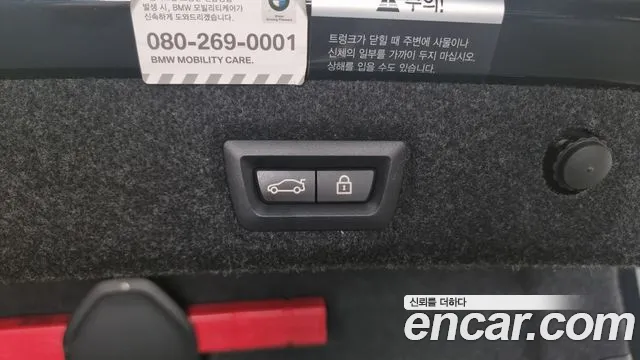 발생 시, BMW 모빌리티케어가
신속하게 도와드리겠습니다.
080-269-0001
BMW MOBILITY CARE.
주의!
트렁크가 닫힐 때 주변에 사물이나
신체의 일부를 가까이 두지 마십시오.
상해를 입을 수도 있습니다.
신뢰를 더하다
encar.com